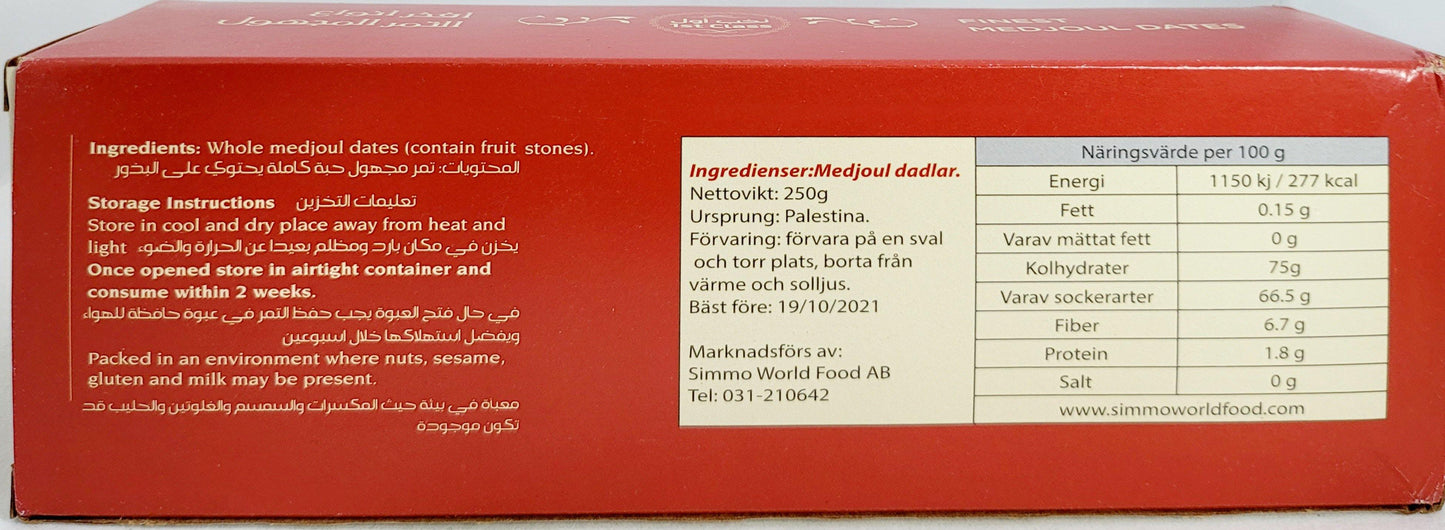 أفخر أنواع
التمر المجهول
نخب أول
1st Class
FINEST
MEDJOUL DATES
Ingredients: Whole medjoul dates (contain fruit stones).
المحتويات: تمر مجهول حبة كاملة يحتوي على البذور
Storage Instructions تعليمات التخزين
Store in cool and dry place away from heat and
light يخزن في مكان بارد ومظلم بعيدا عن الحرارة والضوء
Once opened store in airtight container and
consume within 2 weeks.
في حال فتح العبوة يجب حفظ التمر في عبوة حافظة للهواء
ويفضل استهلاكها خلال اسبوعين
Packed in an environment where nuts, sesame,
gluten and milk may be present.
معباة في بيئة حيث المكسرات والسمسم والغلوتين والحليب قد
تكون موجودة
Ingredienser:Medjoul dadlar.
Nettovikt: 250g
Ursprung: Palestina.
Förvaring: förvara på en sval
och torr plats, borta från
värme och solljus.
Bäst före: 19/10/2021
Marknadsförs av:
Simmo World Food AB
Tel: 031-210642
Näringsvärde per 100 g
Energi 1150 kj / 277 kcal
Fett 0.15 g
Varav mättat fett 0 g
Kolhydrater 75g
Varav sockerarter 66.5 g
Fiber 6.7 g
Protein 1.8 g
Salt 0 g
www.simmoworldfood.com